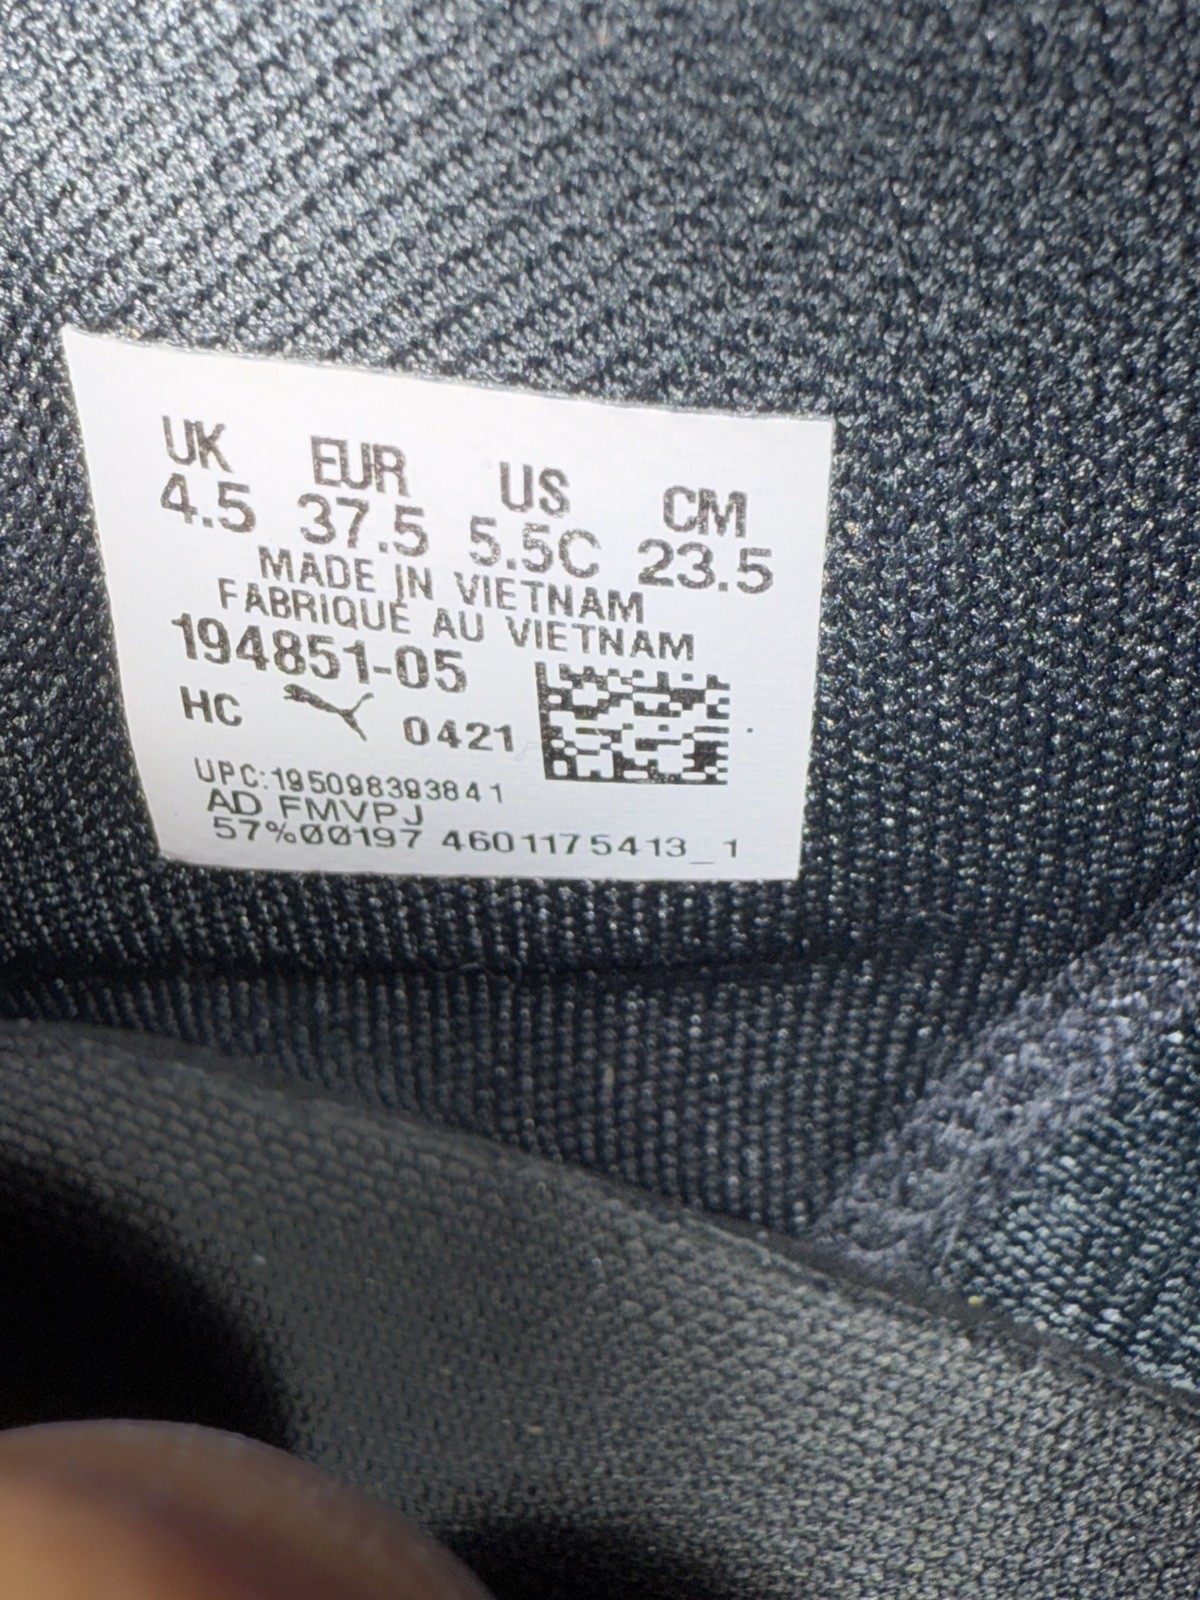 UK EUR US CM
4.5 37.5 5.5C 23.5
MADE IN VIETNAM
FABRIQUÉ AU VIETNAM
194851-05
HC 0421
UPC:195098393841
AD FMVPJ
57%00197 4601175413_1